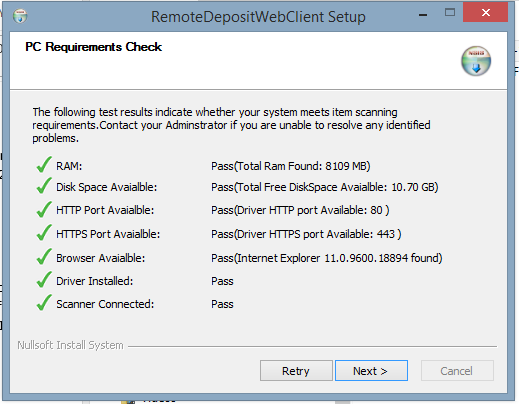 RemoteDepositWebClient Setup
PC Requirements Check
The following test results indicate whether your system meets item scanning
requirements.Contact your Adminstrator if you are unable to resolve any identified
problems.
RAM: Pass(Total Ram Found: 8109 MB)
Disk Space Avaialble: Pass(Total Free DiskSpace Avaialble: 10.70 GB)
HTTP Port Avaialble: Pass(Driver HTTP port Available: 80 )
HTTPS Port Avaialble: Pass(Driver HTTPS port Available: 443 )
Browser Avaialble: Pass(Internet Explorer 11.0.9600.18894 found)
Driver Installed: Pass
Scanner Connected: Pass
Nullsoft Install System
Retry Next > Cancel